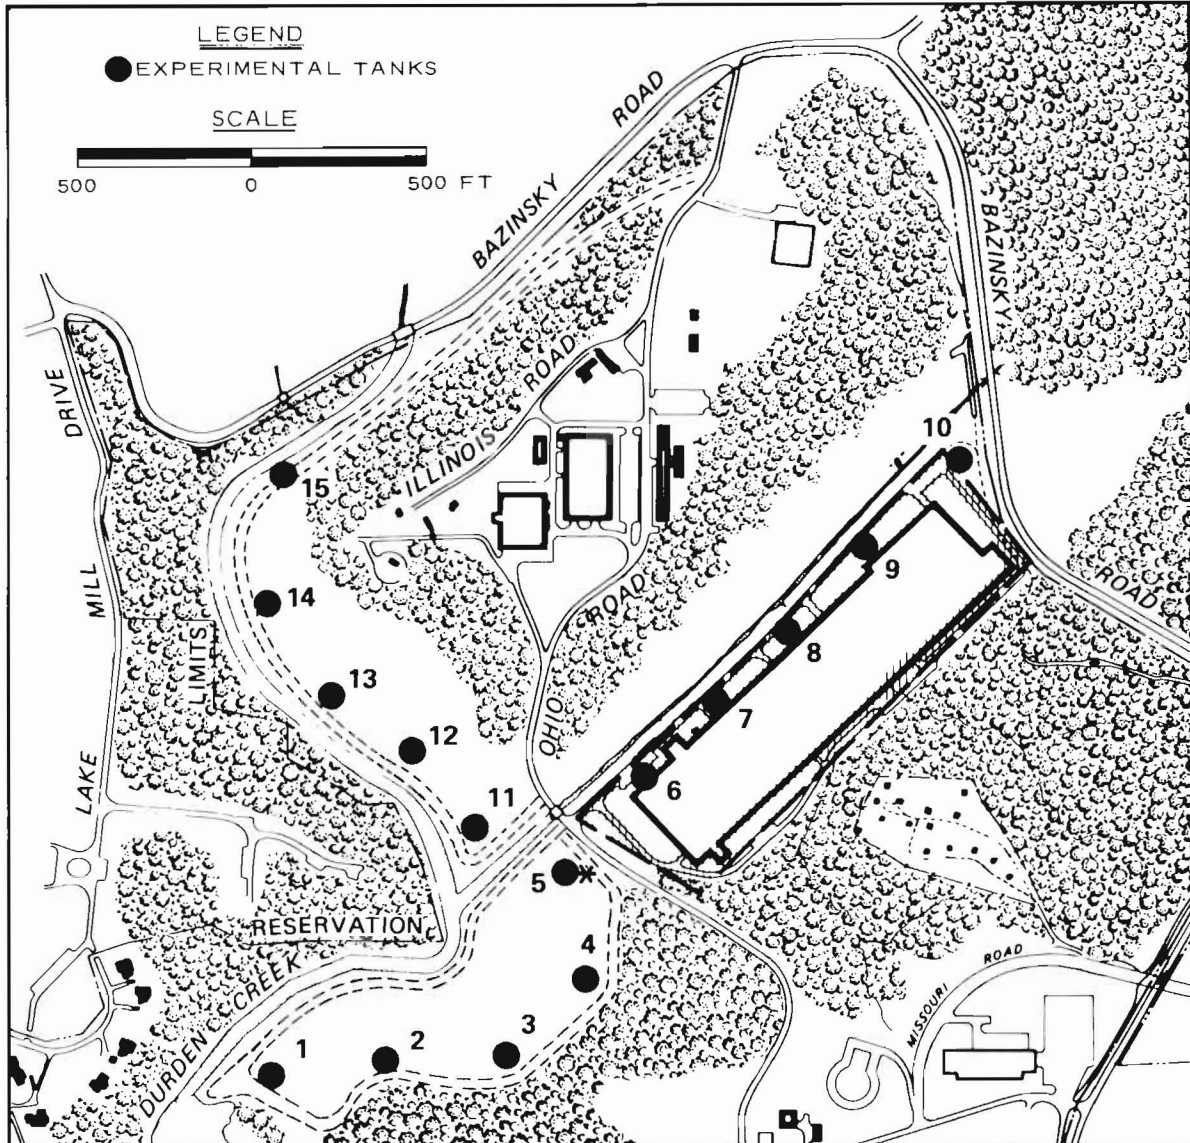 LEGEND
EXPERIMENTAL TANKS
SCALE
500 0 500 FT
BAZINSKY ROAD
BAZINSKY ROAD
ILLINOIS ROAD
OHIO ROAD
LAKE MILL DRIVE
LIMITS
RESERVATION
DURDEN CREEK
MISSOURI ROAD
10
9
8
7
6
15
14
13
12
11
5
4
3
2
1